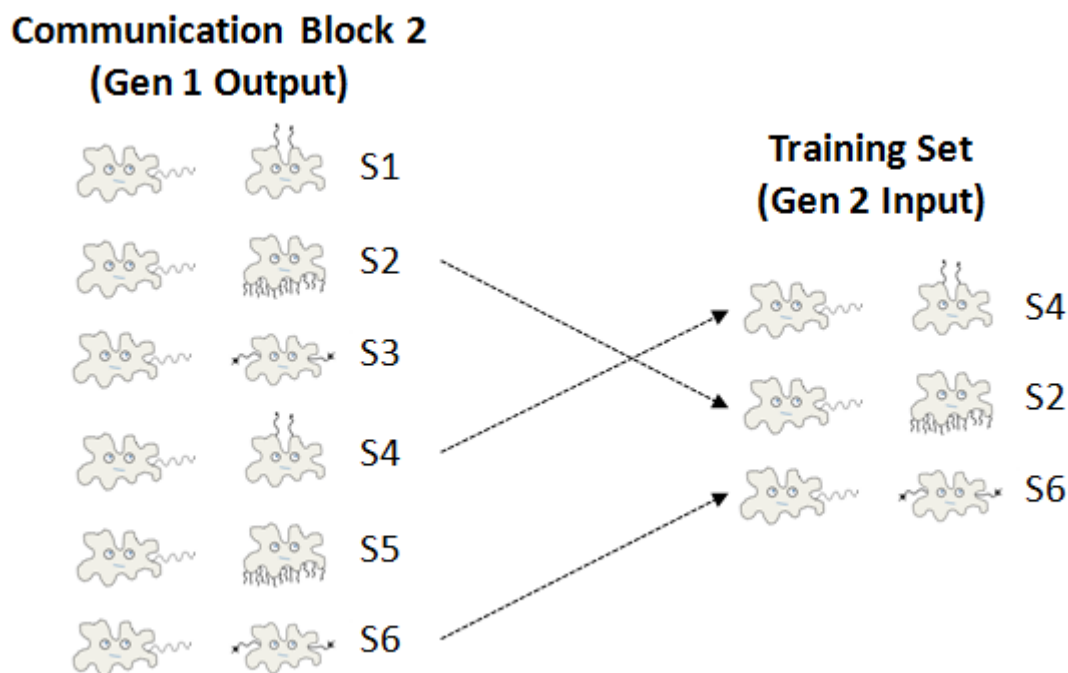 Communication Block 2
(Gen 1 Output)
S1
S2
S3
S4
S5
S6
Training Set
(Gen 2 Input)
S4
S2
S6